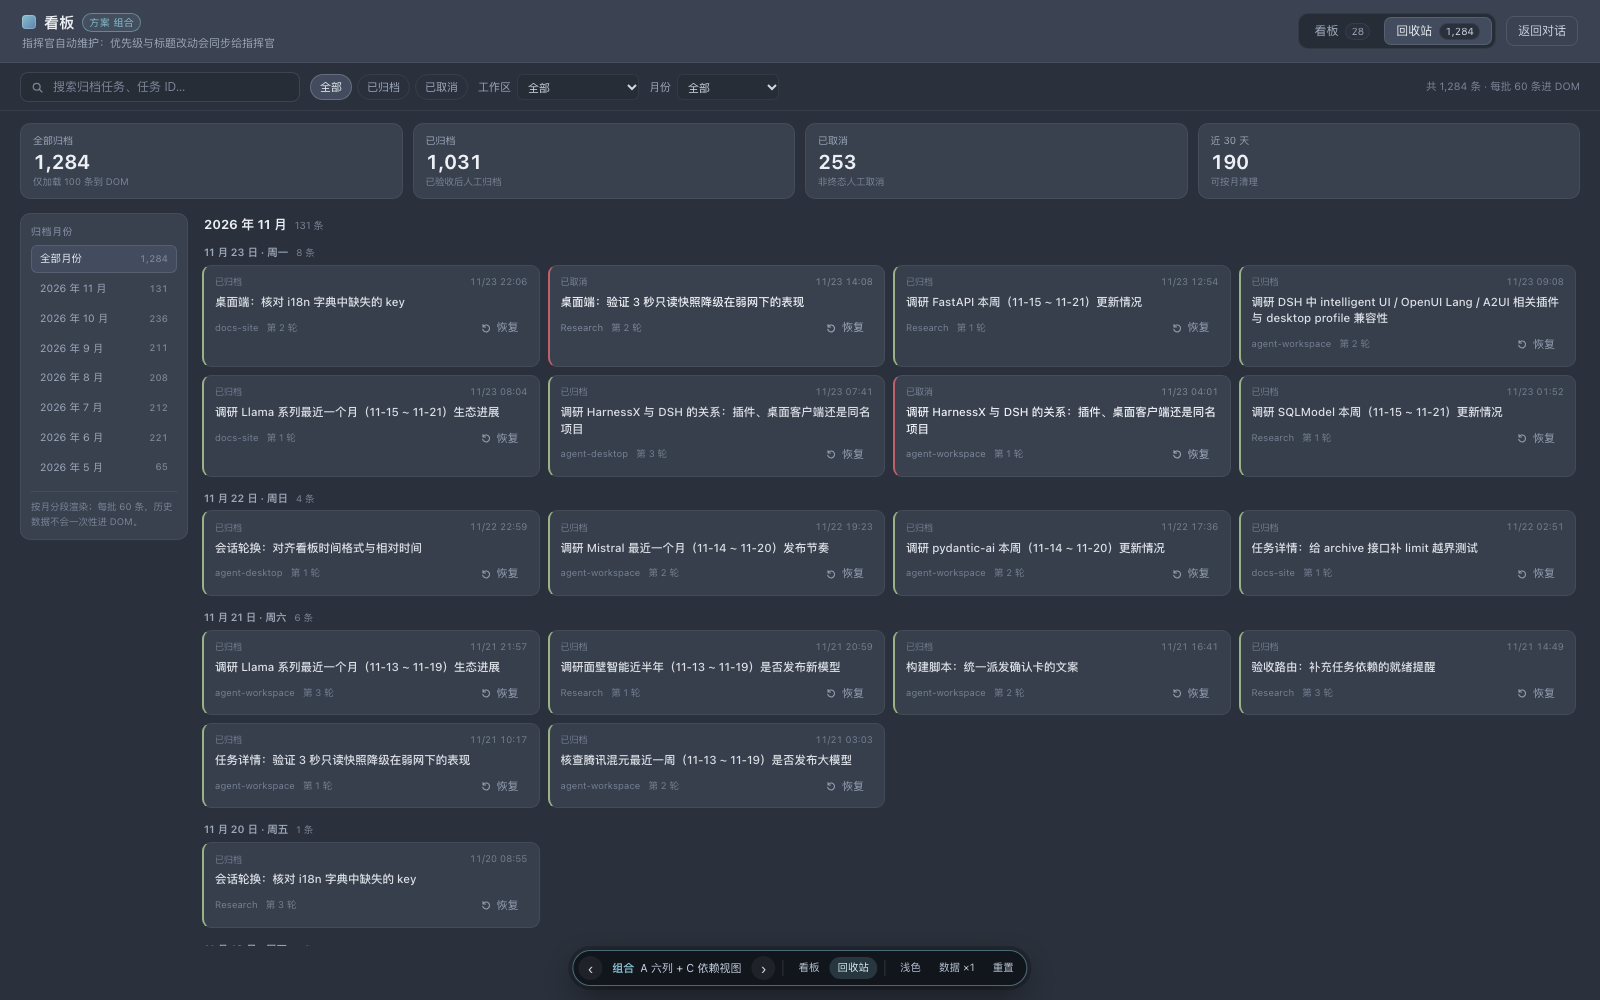 看板 方案 组合
指挥官自动维护：优先级与标题改动会同步给指挥官
看板 28 回收站 1,284 返回对话
搜索归档任务、任务 ID... 全部 已归档 已取消 工作区 全部 月份 全部 共 1,284 条 · 每批 60 条进 DOM
全部归档
1,284
仅加载 100 条到 DOM
已归档
1,031
已验收后人工归档
已取消
253
非终态人工取消
近 30 天
190
可按月清理
归档月份
全部月份 1,284
2026 年 11 月 131
2026 年 10 月 236
2026 年 9 月 211
2026 年 8 月 208
2026 年 7 月 212
2026 年 6 月 221
2026 年 5 月 65
按月分段渲染：每批 60 条，历史
数据不会一次性进 DOM。
2026 年 11 月 131 条
11 月 23 日 · 周一 8 条
已归档 11/23 22:06
桌面端：核对 i18n 字典中缺失的 key
docs-site 第 2 轮 恢复
已取消 11/23 14:08
桌面端：验证 3 秒只读快照降级在弱网下的表现
Research 第 2 轮 恢复
已归档 11/23 12:54
调研 FastAPI 本周（11-15 ~ 11-21）更新情况
Research 第 1 轮 恢复
已归档 11/23 09:08
调研 DSH 中 intelligent UI / OpenUI Lang / A2UI 相关插件
与 desktop profile 兼容性
agent-workspace 第 2 轮 恢复
已归档 11/23 08:04
调研 Llama 系列最近一个月（11-15 ~ 11-21）生态进展
docs-site 第 1 轮 恢复
已归档 11/23 07:41
调研 HarnessX 与 DSH 的关系：插件、桌面客户端还是同名
项目
agent-desktop 第 3 轮 恢复
已取消 11/23 04:01
调研 HarnessX 与 DSH 的关系：插件、桌面客户端还是同名
项目
agent-workspace 第 1 轮 恢复
已归档 11/23 01:52
调研 SQLModel 本周（11-15 ~ 11-21）更新情况
Research 第 1 轮 恢复
11 月 22 日 · 周日 4 条
已归档 11/22 22:59
会话轮换：对齐看板时间格式与相对时间
agent-desktop 第 1 轮 恢复
已归档 11/22 19:23
调研 Mistral 最近一个月（11-14 ~ 11-20）发布节奏
agent-workspace 第 2 轮 恢复
已归档 11/22 17:36
调研 pydantic-ai 本周（11-14 ~ 11-20）更新情况
agent-workspace 第 2 轮 恢复
已归档 11/22 02:51
任务详情：给 archive 接口补 limit 越界测试
docs-site 第 1 轮 恢复
11 月 21 日 · 周六 6 条
已归档 11/21 21:57
调研 Llama 系列最近一个月（11-13 ~ 11-19）生态进展
agent-workspace 第 3 轮 恢复
已归档 11/21 20:59
调研面壁智能近半年（11-13 ~ 11-19）是否发布新模型
Research 第 1 轮 恢复
已归档 11/21 16:41
构建脚本：统一派发确认卡的文案
agent-workspace 第 2 轮 恢复
已归档 11/21 14:49
验收路由：补充任务依赖的就绪提醒
Research 第 3 轮 恢复
已归档 11/21 10:17
任务详情：验证 3 秒只读快照降级在弱网下的表现
agent-workspace 第 1 轮 恢复
已归档 11/21 03:03
核查腾讯混元最近一周（11-13 ~ 11-19）是否发布大模型
agent-workspace 第 2 轮 恢复
11 月 20 日 · 周五 1 条
已归档 11/20 08:55
会话轮换：核对 i18n 字典中缺失的 key
Research 第 3 轮 恢复
‹ 组合 A 六列 + C 依赖视图 › 看板 回收站 浅色 数据 ×1 重置